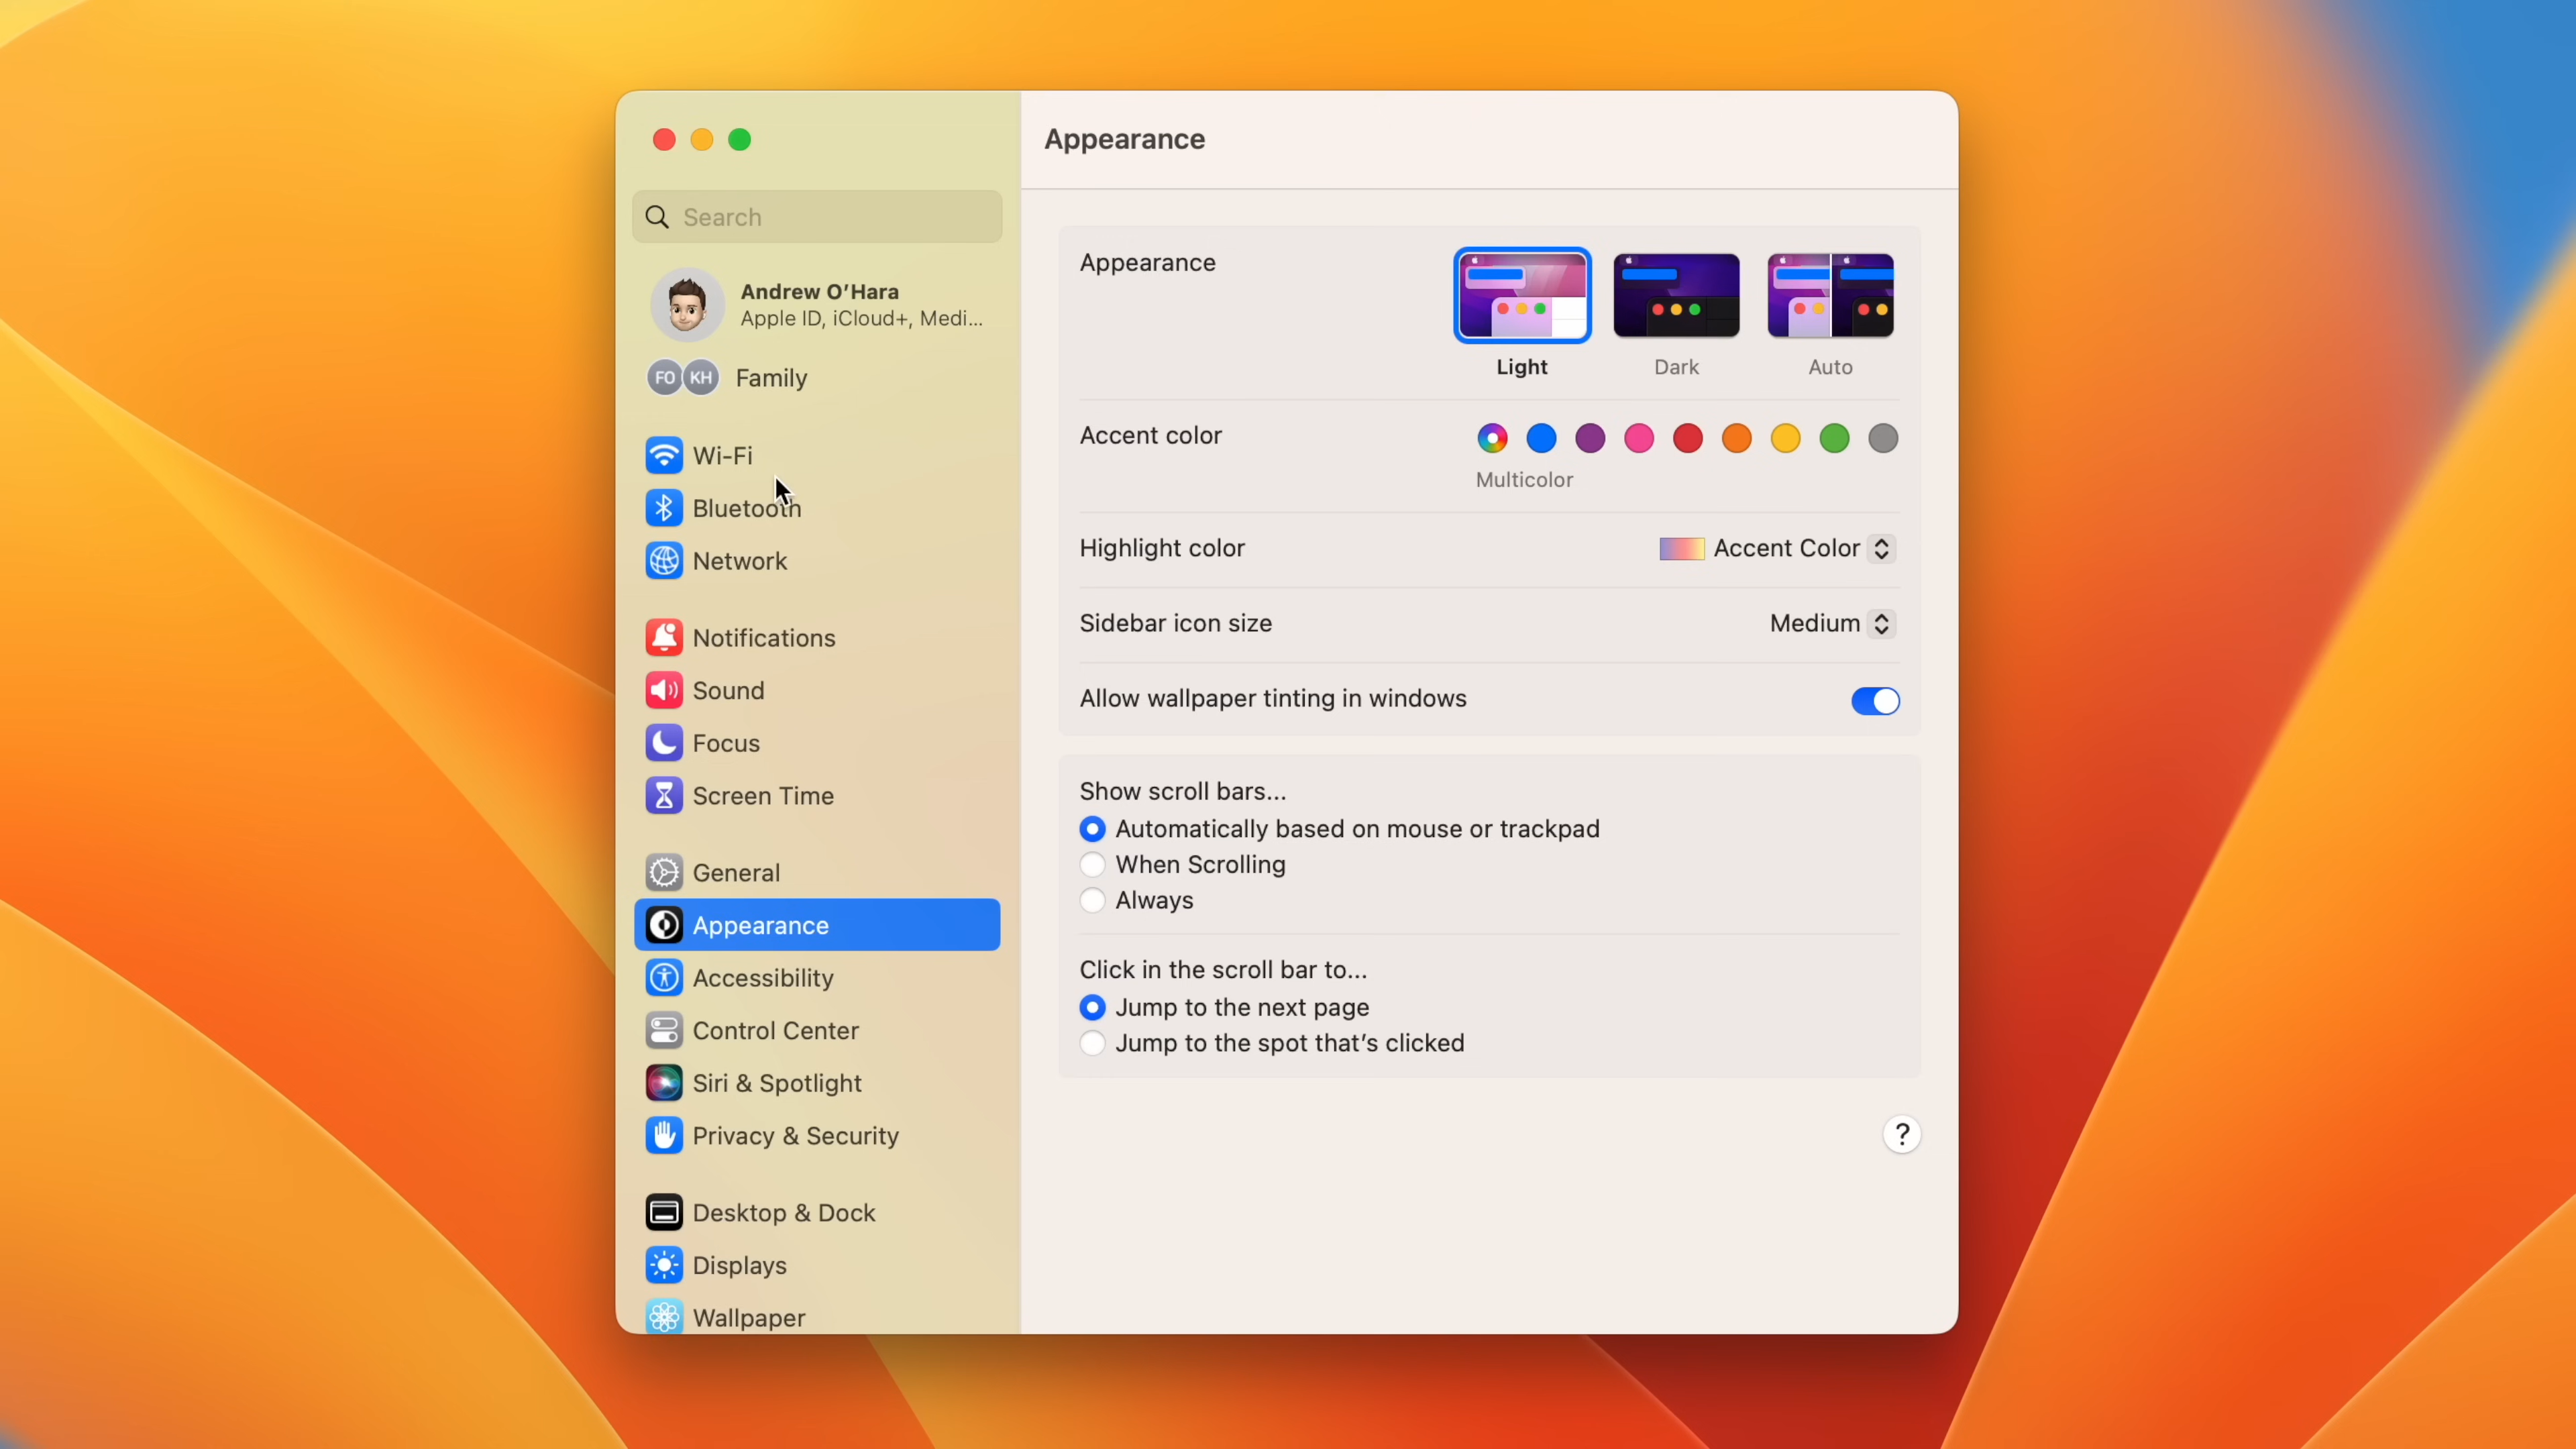 Search
Andrew O’Hara
Apple ID, iCloud+, Medi...
FO KH Family
Wi-Fi
Bluetooth
Network
Notifications
Sound
Focus
Screen Time
General
Appearance
Accessibility
Control Center
Siri & Spotlight
Privacy & Security
Desktop & Dock
Displays
Wallpaper
Appearance
Appearance
Light Dark Auto
Accent color
Multicolor
Highlight color Accent Color
Sidebar icon size Medium
Allow wallpaper tinting in windows
Show scroll bars...
Automatically based on mouse or trackpad
When Scrolling
Always
Click in the scroll bar to...
Jump to the next page
Jump to the spot that’s clicked
?